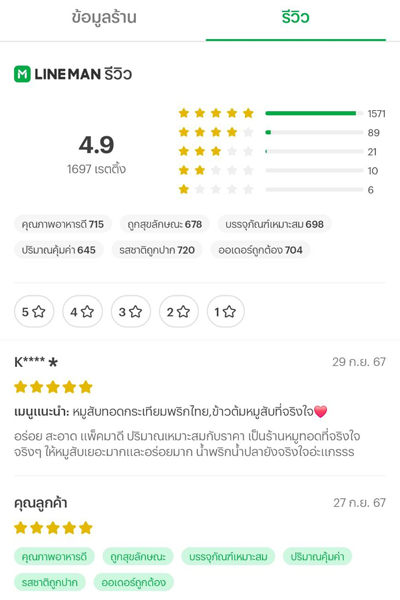 ข้อมูลร้าน รีวิว
LINE MAN รีวิว
1571
89
4.9
21
1697 เรตติ้ง
10
6
คุณภาพอาหารดี 715 ถูกสุขลักษณะ 678 บรรจุภัณฑ์เหมาะสม 698
ปริมาณคุ้มค่า 645 รสชาติถูกปาก 720 ออเดอร์ถูกต้อง 704
5 4 3 2 1
K**** * 29 ก.ย. 67
เมนูแนะนำ: หมูสับทอดกระเทียมพริกไทย,ข้าวต้มหมูสับที่จริงใจ❤️
อร่อย สะอาด แพ็คมาดี ปริมาณเหมาะสมกับราคา เป็นร้านหมูทอดที่จริงใจ
จริงๆ ให้หมูสับเยอะมากและอร่อยมาก น้ำพริกน้ำปลายังจริงใจอ่ะแกรรร
คุณลูกค้า 27 ก.ย. 67
คุณภาพอาหารดี ถูกสุขลักษณะ บรรจุภัณฑ์เหมาะสม ปริมาณคุ้มค่า
รสชาติถูกปาก ออเดอร์ถูกต้อง